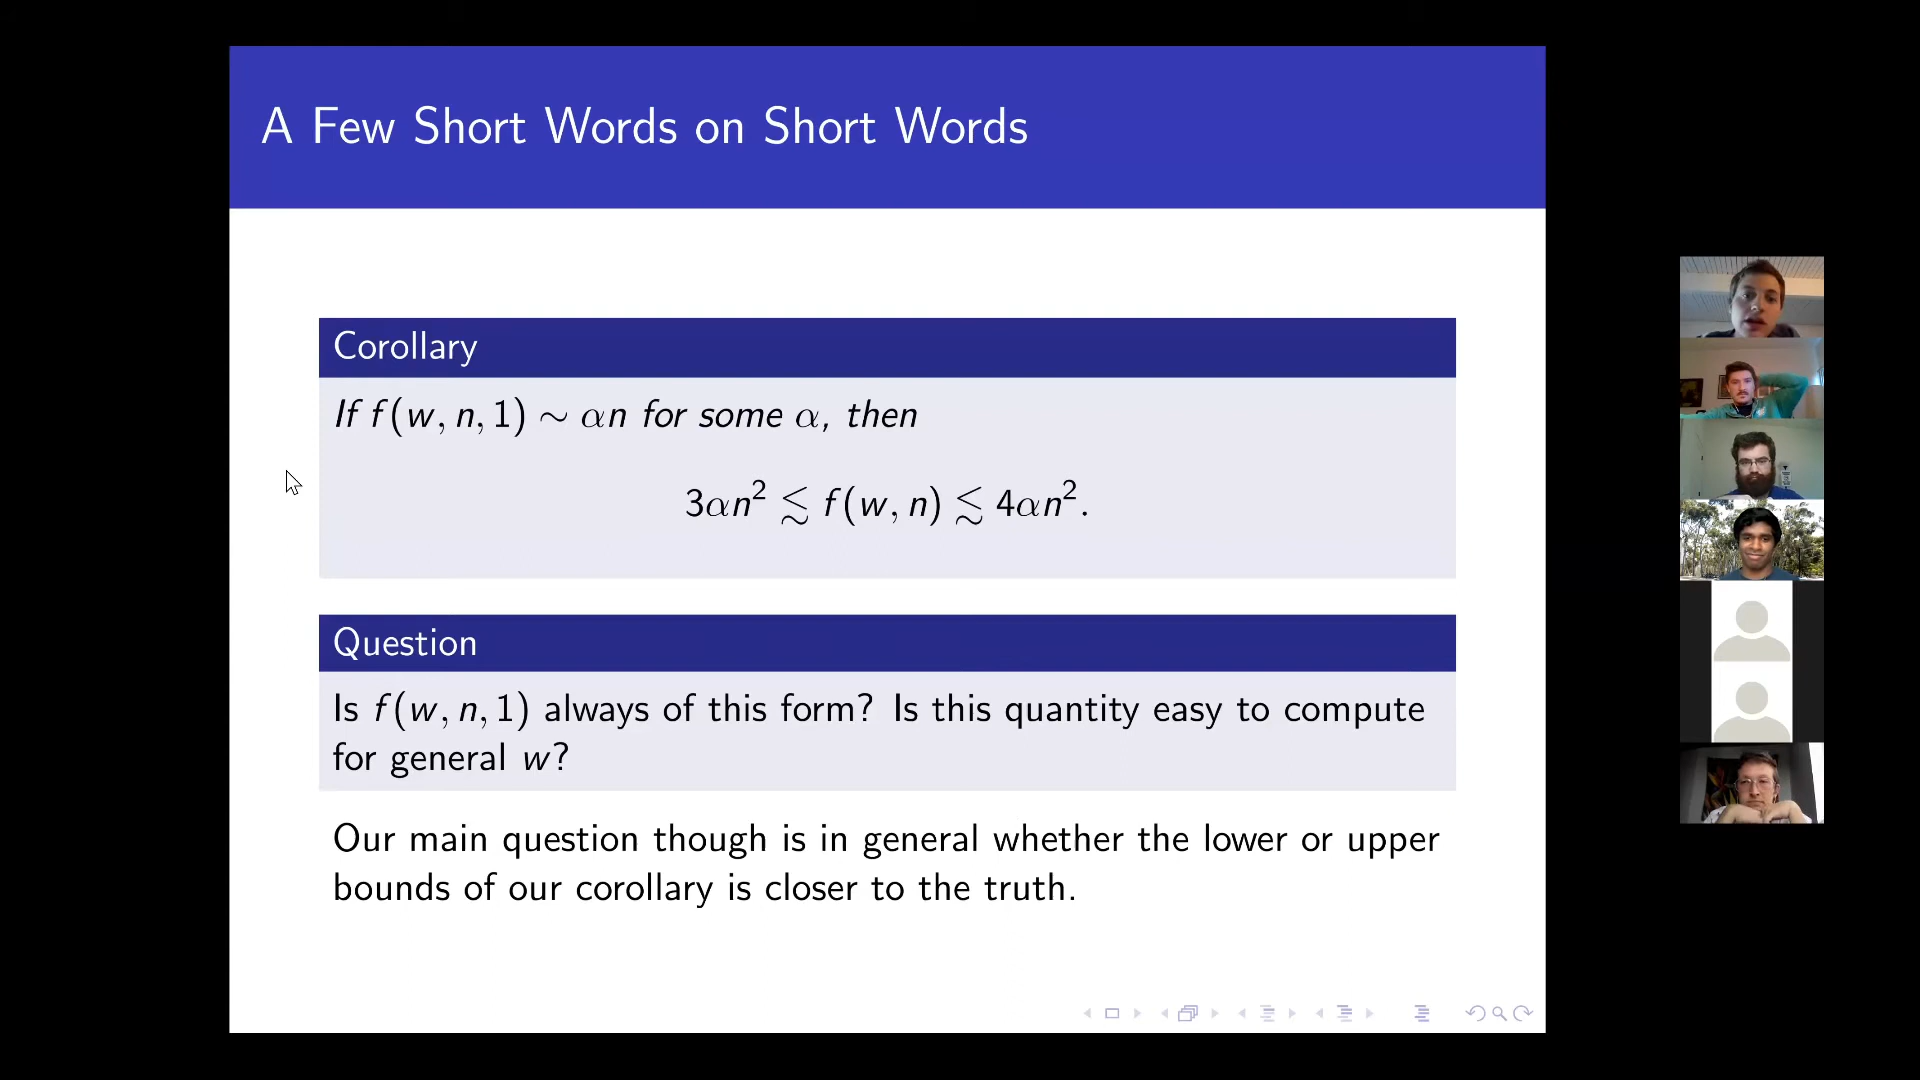 A Few Short Words on Short Words
Corollary
If f(w, n, 1) ∼ αn for some α, then
3αn² ≲ f(w, n) ≲ 4αn².
Question
Is f(w, n, 1) always of this form? Is this quantity easy to compute
for general w?
Our main question though is in general whether the lower or upper
bounds of our corollary is closer to the truth.